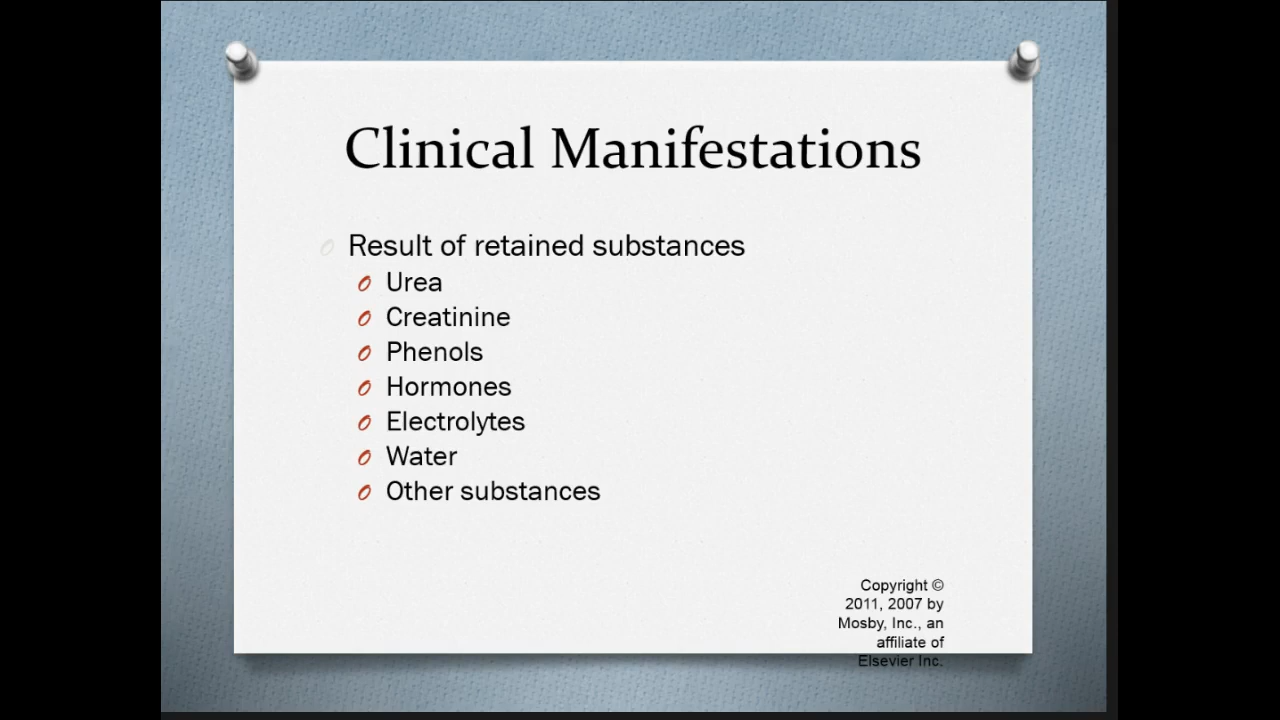 Clinical Manifestations
Result of retained substances
Urea
Creatinine
Phenols
Hormones
Electrolytes
Water
Other substances
Copyright ©
2011, 2007 by
Mosby, Inc., an
affiliate of
Elsevier Inc.